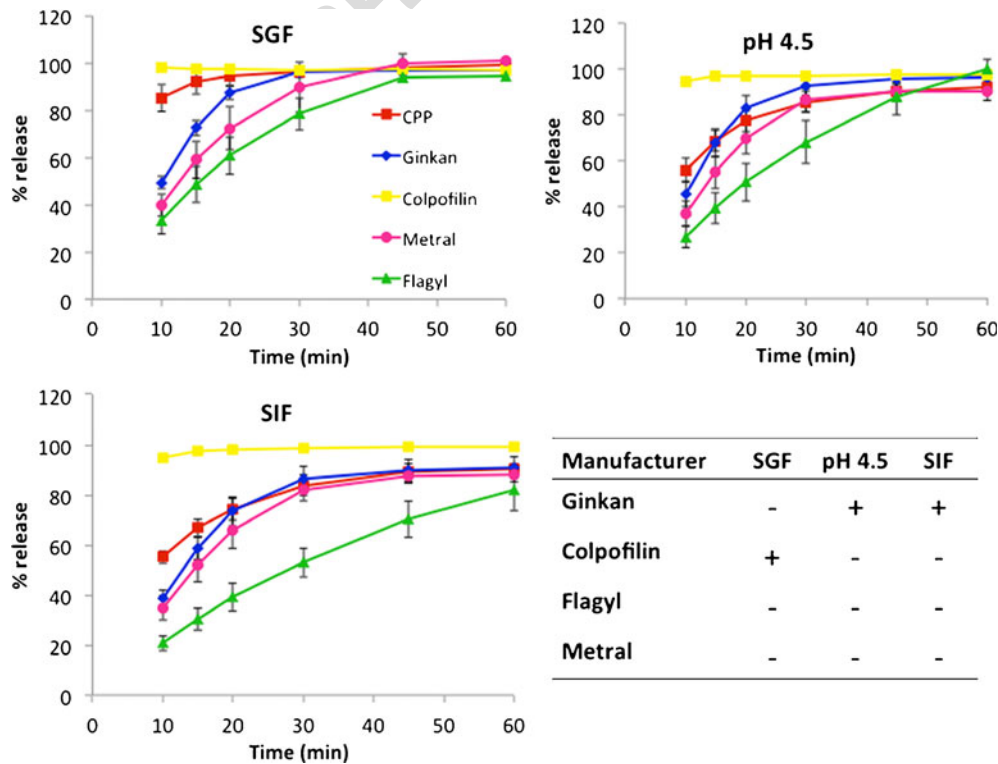 SGF
120
100
80
60
40
20
0
% release
CPP
Ginkan
Colpofilin
Metral
Flagyl
0 10 20 30 40 50 60
Time (min)
pH 4.5
120
100
80
60
40
20
0
% release
0 10 20 30 40 50 60
Time (min)
SIF
120
100
80
60
40
20
0
% release
0 10 20 30 40 50 60
Time (min)
Manufacturer SGF pH 4.5 SIF
Ginkan - + +
Colpofilin + - -
Flagyl - - -
Metral - - -